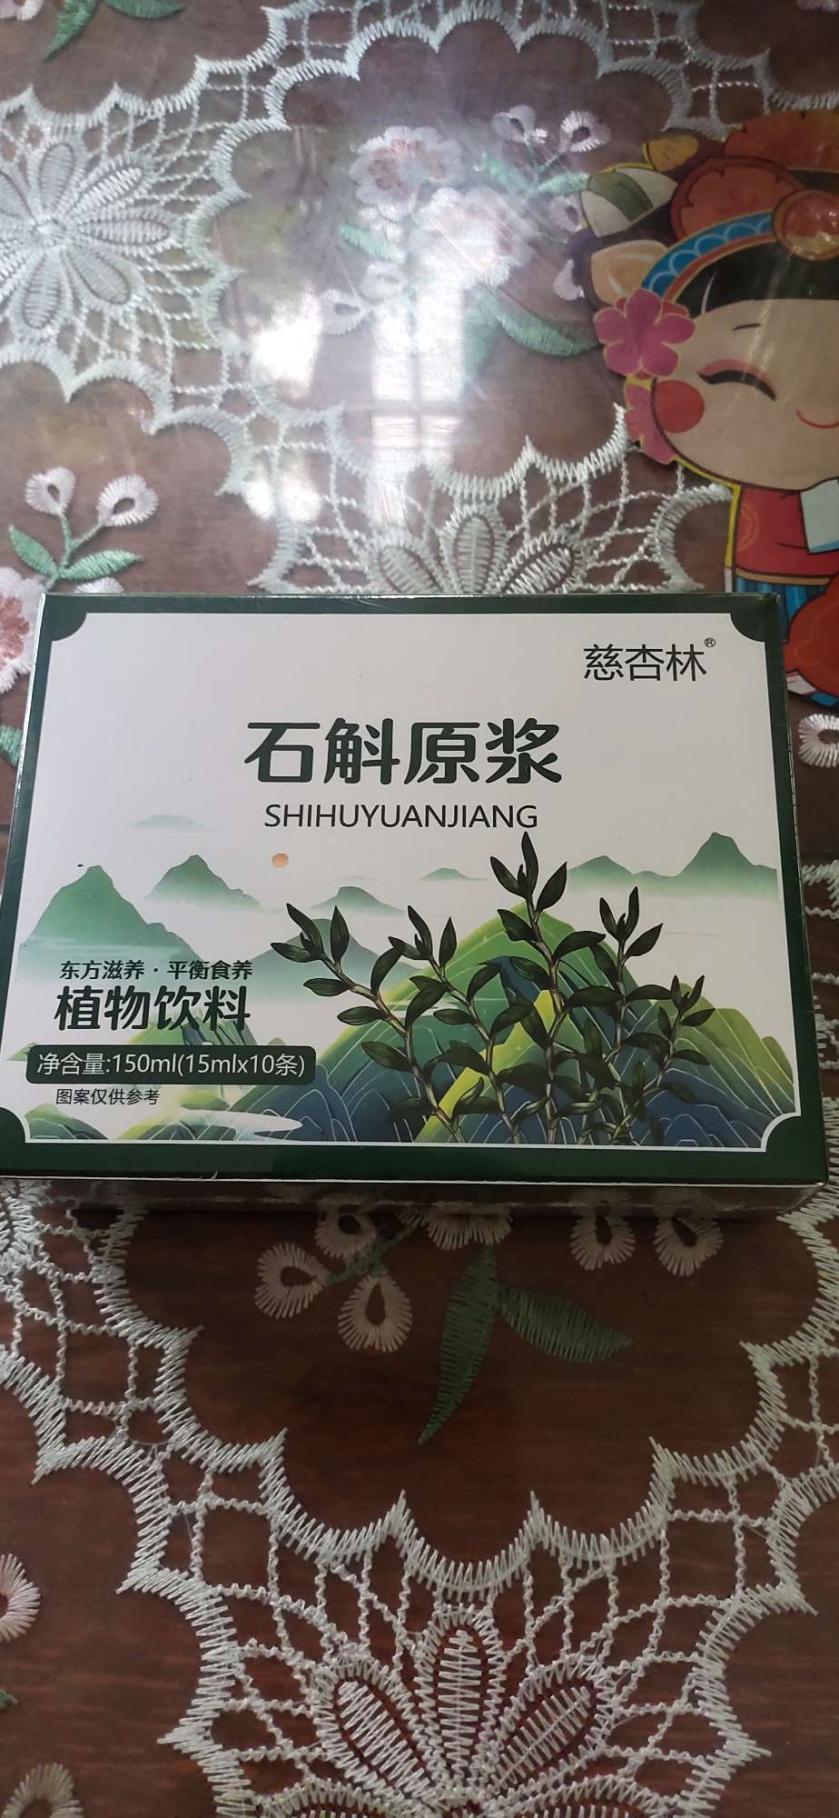 慈杏林®
石斛原浆
SHIHUYUANJIANG
东方滋养·平衡食养
植物饮料
净含量:150ml(15mlx10条)
图案仅供参考